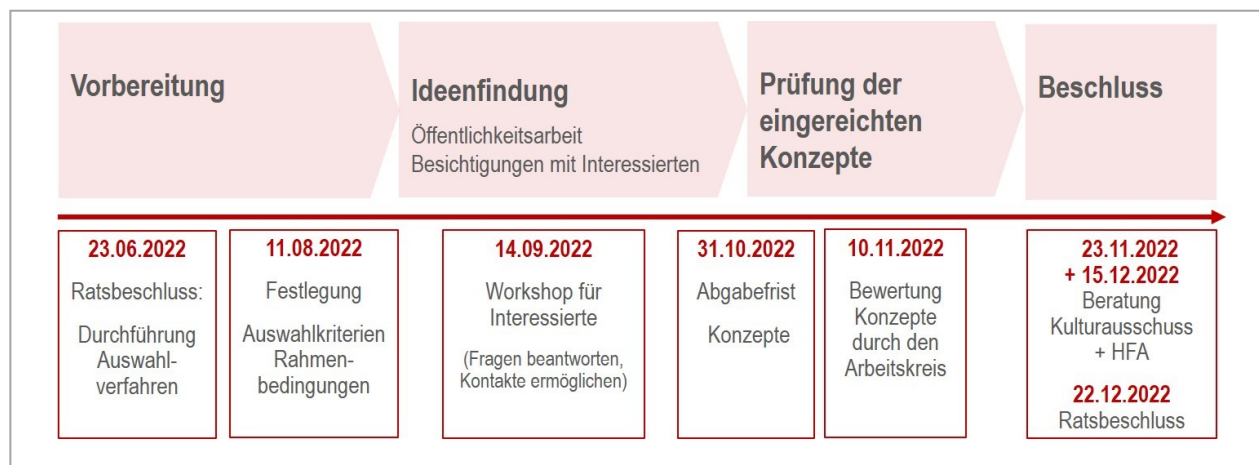 Vorbereitung
Ideenfindung
Öffentlichkeitsarbeit
Besichtigungen mit Interessierten
Prüfung der
eingereichten
Konzepte
Beschluss
23.06.2022
Ratsbeschluss:
Durchführung
Auswahl-
verfahren
11.08.2022
Festlegung
Auswahlkriterien
Rahmen-
bedingungen
14.09.2022
Workshop für
Interessierte
(Fragen beantworten,
Kontakte ermöglichen)
31.10.2022
Abgabefrist
Konzepte
10.11.2022
Bewertung
Konzepte
durch den
Arbeitskreis
23.11.2022
+ 15.12.2022
Beratung
Kulturausschuss
+ HFA
22.12.2022
Ratsbeschluss